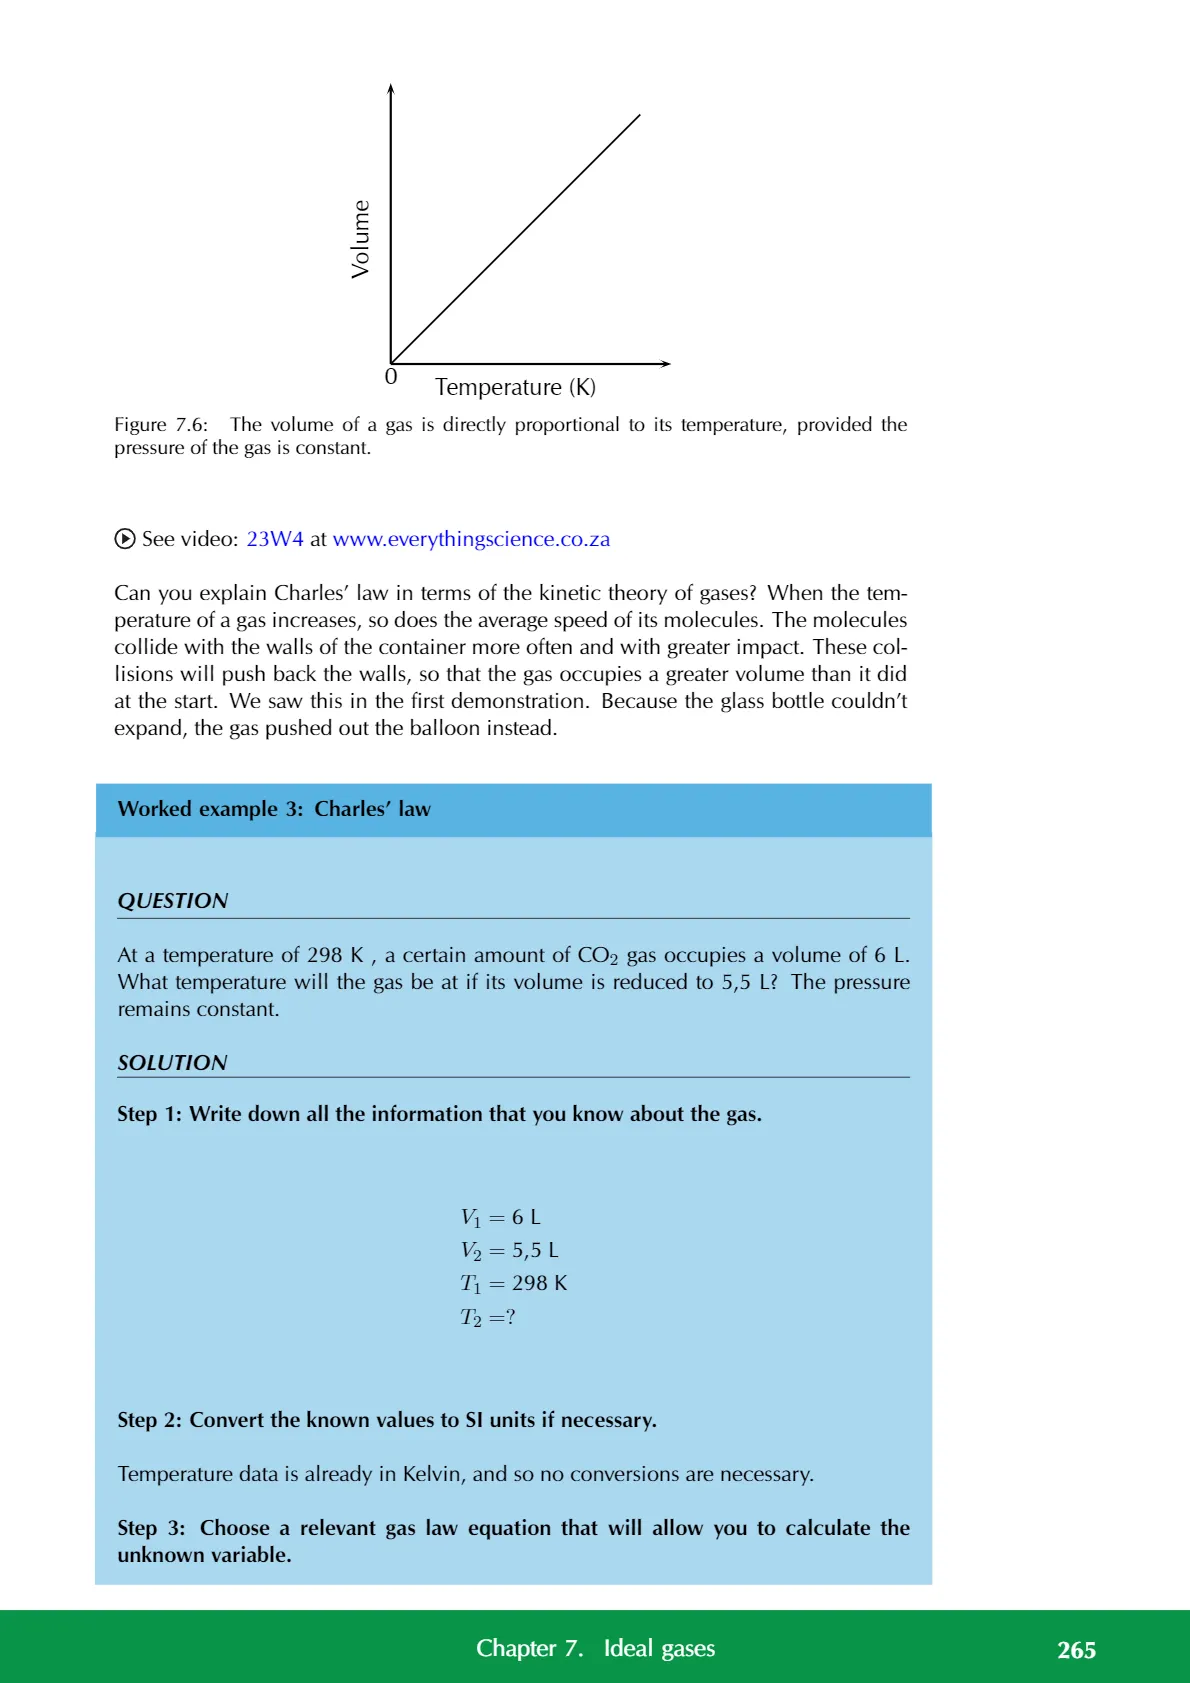 Volume
0
Temperature (K)
Figure 7.6: The volume of a gas is directly proportional to its temperature, provided the
pressure of the gas is constant.
See video: 23W4 at www.everythingscience.co.za
Can you explain Charles’ law in terms of the kinetic theory of gases? When the tem-
perature of a gas increases, so does the average speed of its molecules. The molecules
collide with the walls of the container more often and with greater impact. These col-
lisions will push back the walls, so that the gas occupies a greater volume than it did
at the start. We saw this in the first demonstration. Because the glass bottle couldn’t
expand, the gas pushed out the balloon instead.
Worked example 3: Charles’ law
QUESTION
At a temperature of 298 K , a certain amount of CO₂ gas occupies a volume of 6 L.
What temperature will the gas be at if its volume is reduced to 5,5 L? The pressure
remains constant.
SOLUTION
Step 1: Write down all the information that you know about the gas.
V₁ = 6 L
V₂ = 5,5 L
T₁ = 298 K
T₂ =?
Step 2: Convert the known values to SI units if necessary.
Temperature data is already in Kelvin, and so no conversions are necessary.
Step 3: Choose a relevant gas law equation that will allow you to calculate the
unknown variable.
Chapter 7. Ideal gases
265